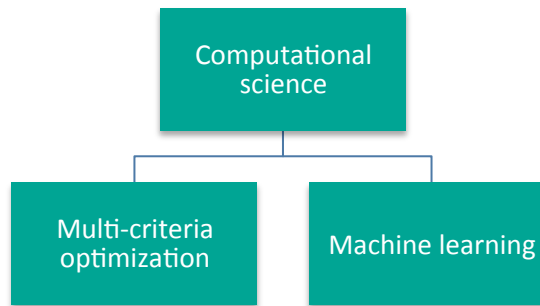 Computational
science
Multi-criteria
optimization
Machine learning